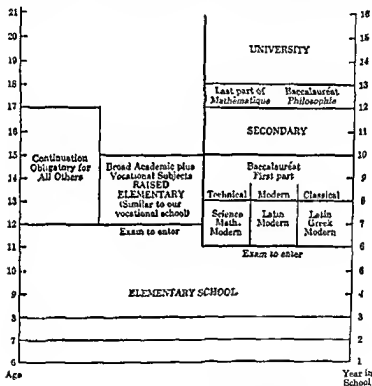 21 16
20 15
19 14
UNIVERSITY
18 13
Last part of Baccalauréat
Mathématique Philosophie
17 12
SECONDARY
16 11
15 10
Continuation
Obligatory for
All Others
Broad Academic plus
Vocational Subjects
RAISED
ELEMENTARY
(Similar to our
vocational school)
Baccalauréat
First part
14 9
Technical Modern Classical
13 8
Science
Math.
Modern
Latin
Modern
Latin
Greek
Modern
12 7
Exam to enter
11 6
Exam to enter
10 5
ELEMENTARY SCHOOL
9 4
8 3
7 2
6 1
Age
Year in
School